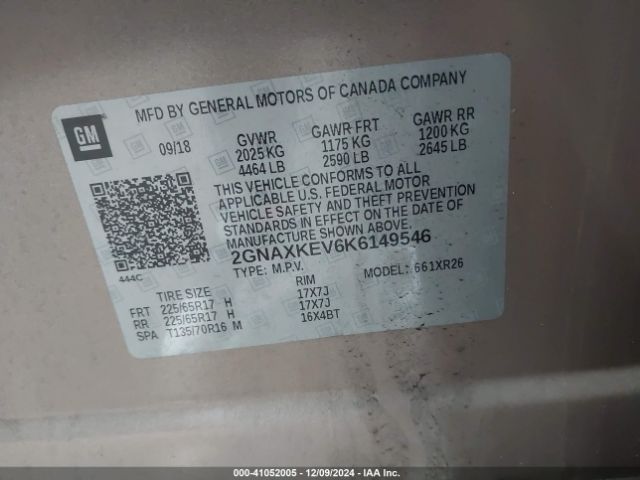 MFD BY GENERAL MOTORS OF CANADA COMPANY
GM
09/18
GVWR
2025 KG
4464 LB
GAWR FRT
1175 KG
2590 LB
GAWR RR
1200 KG
2645 LB
THIS VEHICLE CONFORMS TO ALL
APPLICABLE U.S. FEDERAL MOTOR
VEHICLE SAFETY AND THEFT PREVENTION
STANDARDS IN EFFECT ON THE DATE OF
MANUFACTURE SHOWN ABOVE.
2GNAXKEV6K6149546
TYPE: M.P.V.
MODEL: 661XR26
444C
TIRE SIZE RIM
FRT 225/65R17 H 17X7J
RR 225/65R17 H 17X7J
SPA T135/70R16 M 16X4BT
000-41052005 - 12/09/2024 - IAA Inc.